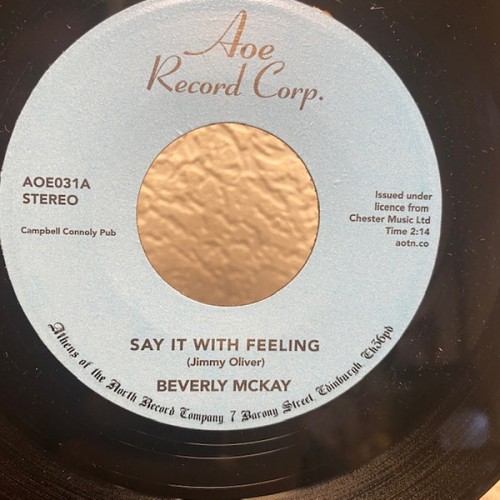 Aoe
Record Corp.
AOE031A
STEREO
Campbell Connoly Pub
Issued under
licence from
Chester Music Ltd
Time 2:14
aotn.co
SAY IT WITH FEELING
(Jimmy Oliver)
BEVERLY MCKAY
Athens of the North Record Company 7 Barony Street, Edinburgh, Eh36pd